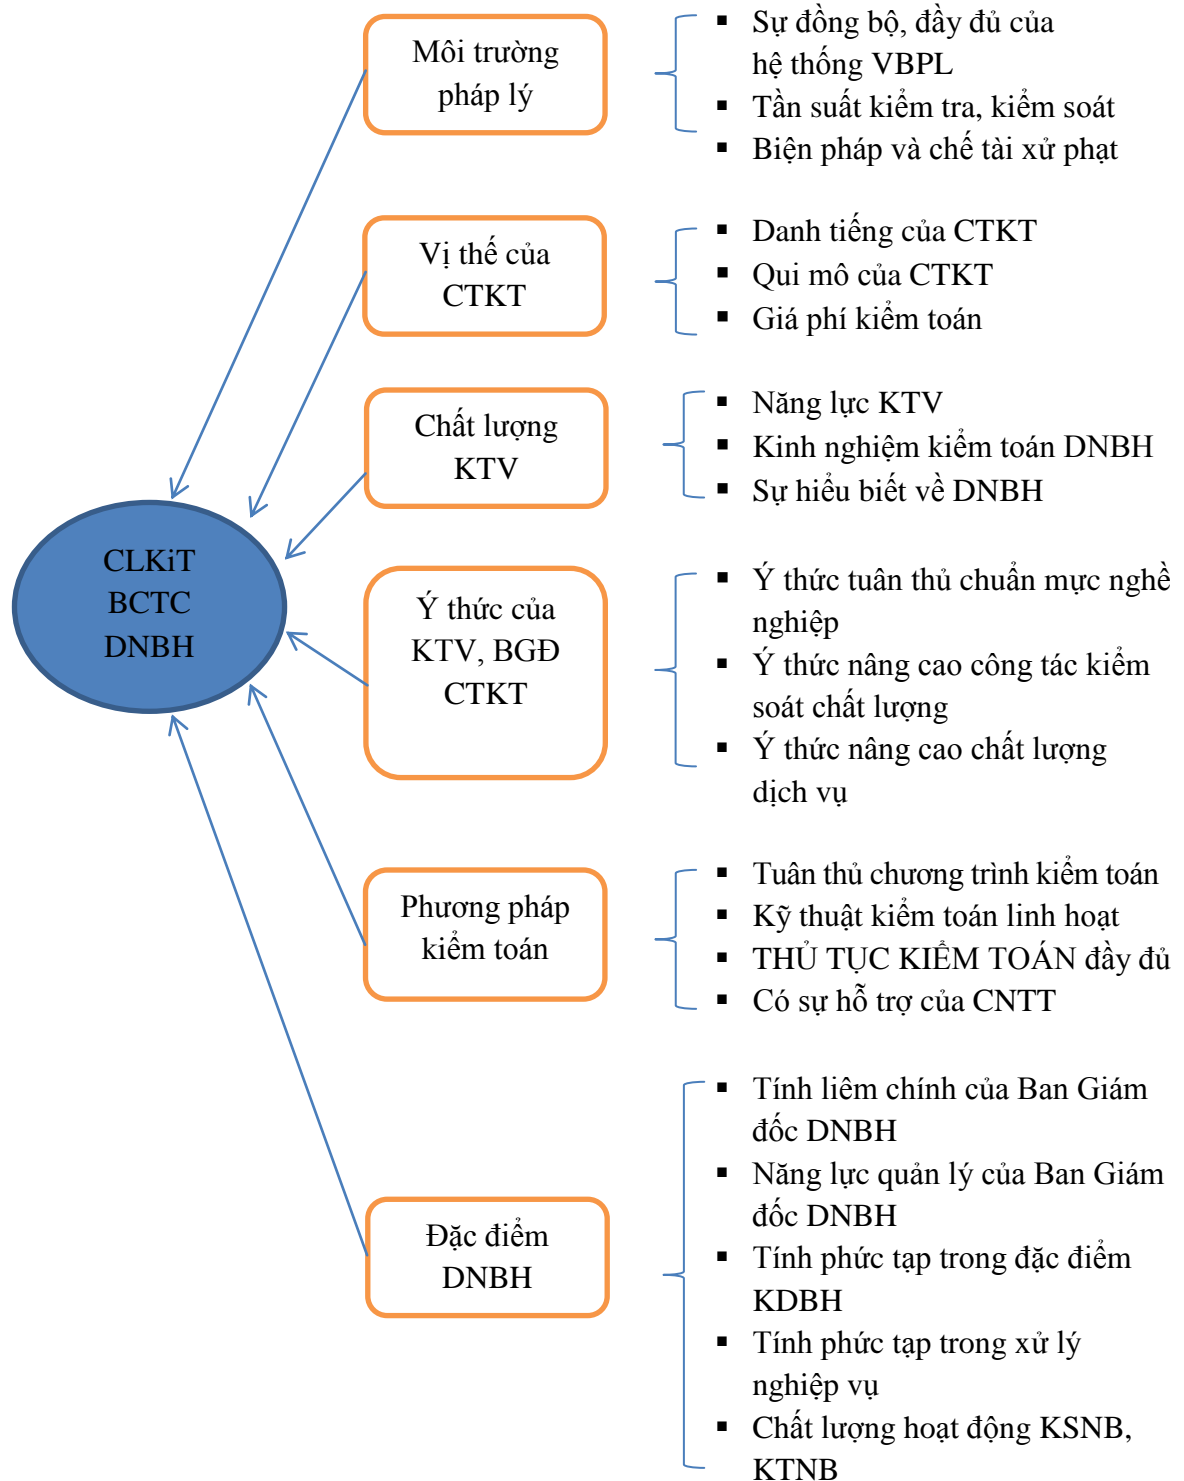 Môi trường
pháp lý
▪ Sự đồng bộ, đầy đủ của
hệ thống VBPL
▪ Tần suất kiểm tra, kiểm soát
▪ Biện pháp và chế tài xử phạt
Vị thế của
CTKT
▪ Danh tiếng của CTKT
▪ Qui mô của CTKT
▪ Giá phí kiểm toán
Chất lượng
KTV
▪ Năng lực KTV
▪ Kinh nghiệm kiểm toán DNBH
▪ Sự hiểu biết về DNBH
CLKiT
BCTC
DNBH
Ý thức của
KTV, BGĐ
CTKT
▪ Ý thức tuân thủ chuẩn mực nghề
nghiệp
▪ Ý thức nâng cao công tác kiểm
soát chất lượng
▪ Ý thức nâng cao chất lượng
dịch vụ
Phương pháp
kiểm toán
▪ Tuân thủ chương trình kiểm toán
▪ Kỹ thuật kiểm toán linh hoạt
▪ THỦ TỤC KIỂM TOÁN đầy đủ
▪ Có sự hỗ trợ của CNTT
Đặc điểm
DNBH
▪ Tính liêm chính của Ban Giám
đốc DNBH
▪ Năng lực quản lý của Ban Giám
đốc DNBH
▪ Tính phức tạp trong đặc điểm
KDBH
▪ Tính phức tạp trong xử lý
nghiệp vụ
▪ Chất lượng hoạt động KSNB,
KTNB